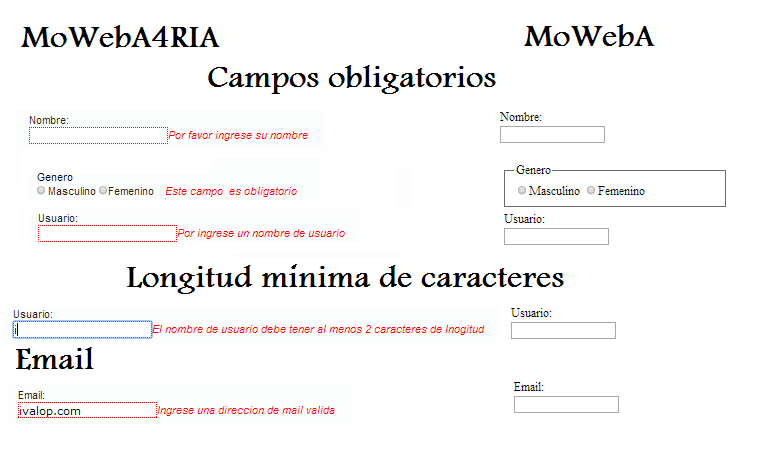 MoWebA4RIA MoWebA
Campos obligatorios
Nombre: Nombre:
Por favor ingrese su nombre
Genero Genero
Masculino Femenino Este campo es obligatorio Masculino Femenino
Usuario: Usuario:
Por ingrese un nombre de usuario
Longitud mínima de caracteres
Usuario: Usuario:
i El nombre de usuario debe tener al menos 2 caracteres de lnogitud
Email
Email: Email:
ivalop.com Ingrese una direccion de mail valida